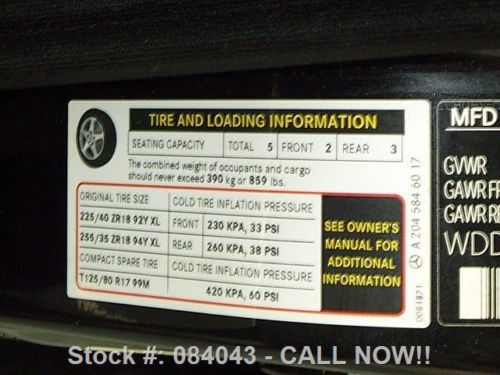 TIRE AND LOADING INFORMATION
SEATING CAPACITY TOTAL 5 FRONT 2 REAR 3
The combined weight of occupants and cargo
should never exceed 390 kg or 859 lbs.
ORIGINAL TIRE SIZE COLD TIRE INFLATION PRESSURE
225/40 ZR18 92Y XL FRONT 230 KPA, 33 PSI
255/35 ZR18 94Y XL REAR 260 KPA, 38 PSI
COMPACT SPARE TIRE COLD TIRE INFLATION PRESSURE
T125/80 R17 99M 420 KPA, 60 PSI
SEE OWNER'S
MANUAL FOR
ADDITIONAL
INFORMATION
A 204 584 60 17
0081871
MFD
GVWR
GAWR
GAWR
WDD
Stock #: 084043 - CALL NOW!!